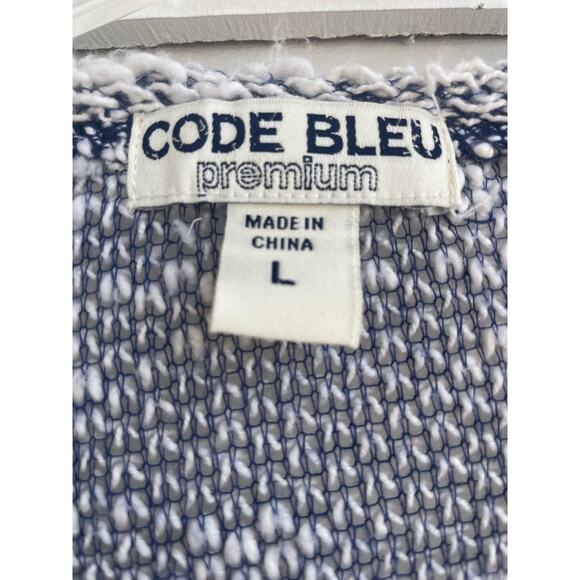 CODE BLEU
premium
MADE IN
CHINA
L